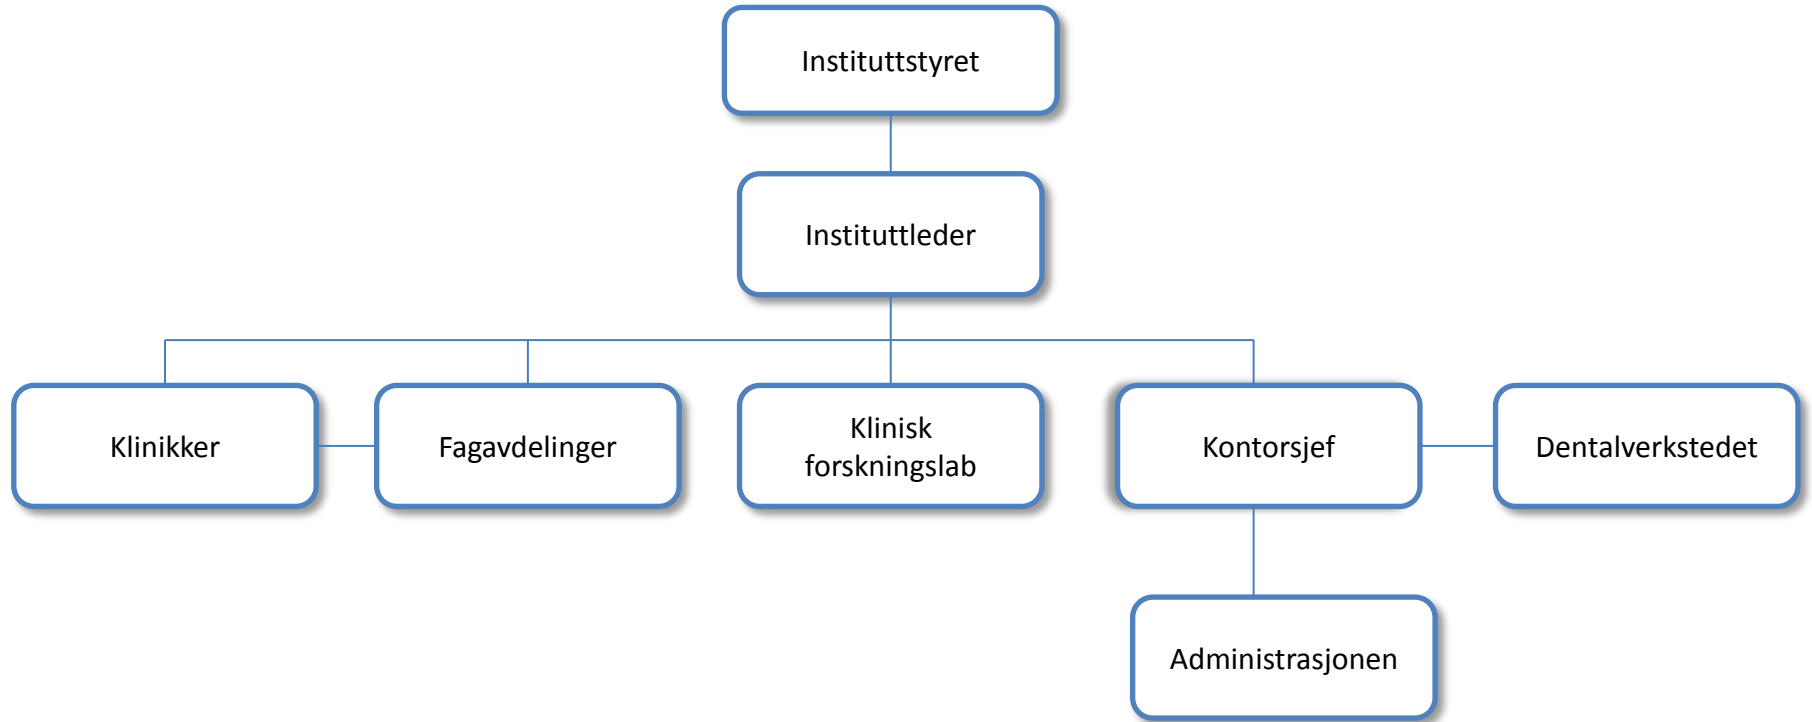 Instituttstyret
Instituttleder
Klinikker
Fagavdelinger
Klinisk
forskningslab
Kontorsjef
Dentalverkstedet
Administrasjonen